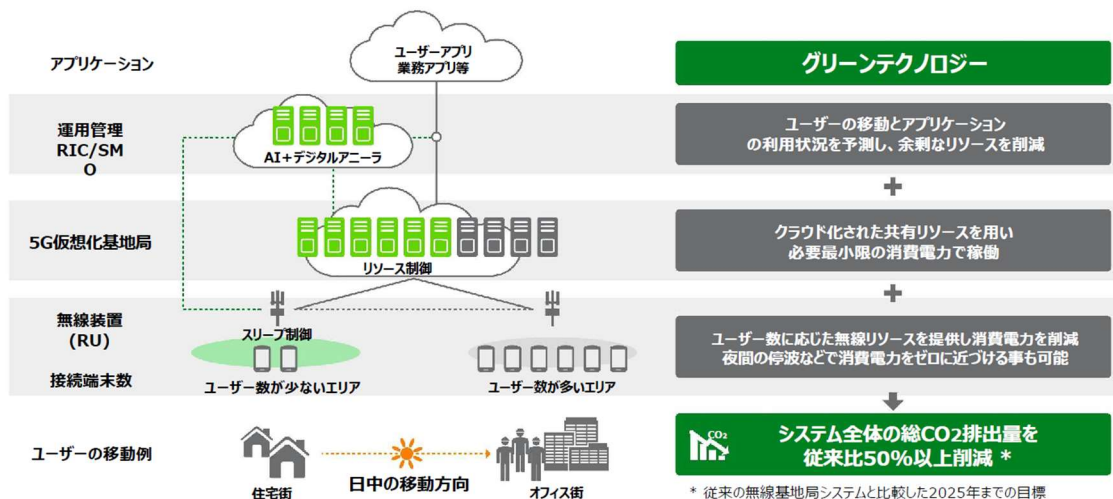 アプリケーション
ユーザーアプリ
業務アプリ等
グリーンテクノロジー
運用管理
RIC/SM
O
AI+デジタルアニーラ
ユーザーの移動とアプリケーション
の利用状況を予測し、余剰なリソースを削減
+
5G仮想化基地局
リソース制御
クラウド化された共有リソースを用い
必要最小限の消費電力で稼働
+
無線装置
(RU)
スリープ制御
ユーザー数に応じた無線リソースを提供し消費電力を削減
夜間の停波などで消費電力をゼロに近づける事も可能
接続端末数
ユーザー数が少ないエリア
ユーザー数が多いエリア
ユーザーの移動例
住宅街
日中の移動方向
オフィス街
CO₂
システム全体の総CO2排出量を
従来比50%以上削減 *
* 従来の無線基地局システムと比較した2025年までの目標